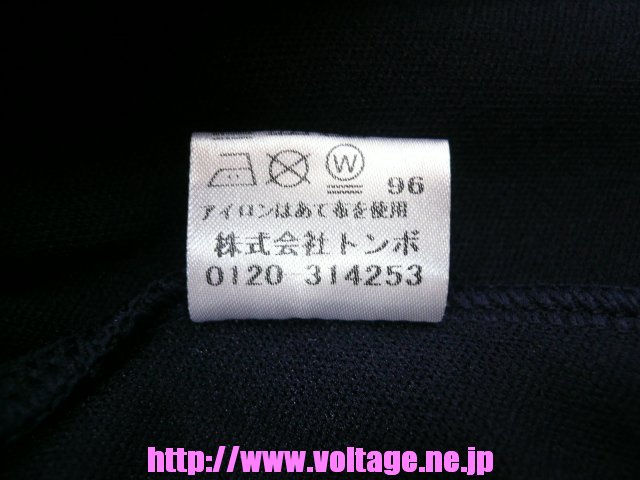 W
96
アイロンはあて布を使用
株式会社トンボ
0120-314253
http://www.voltage.ne.jp